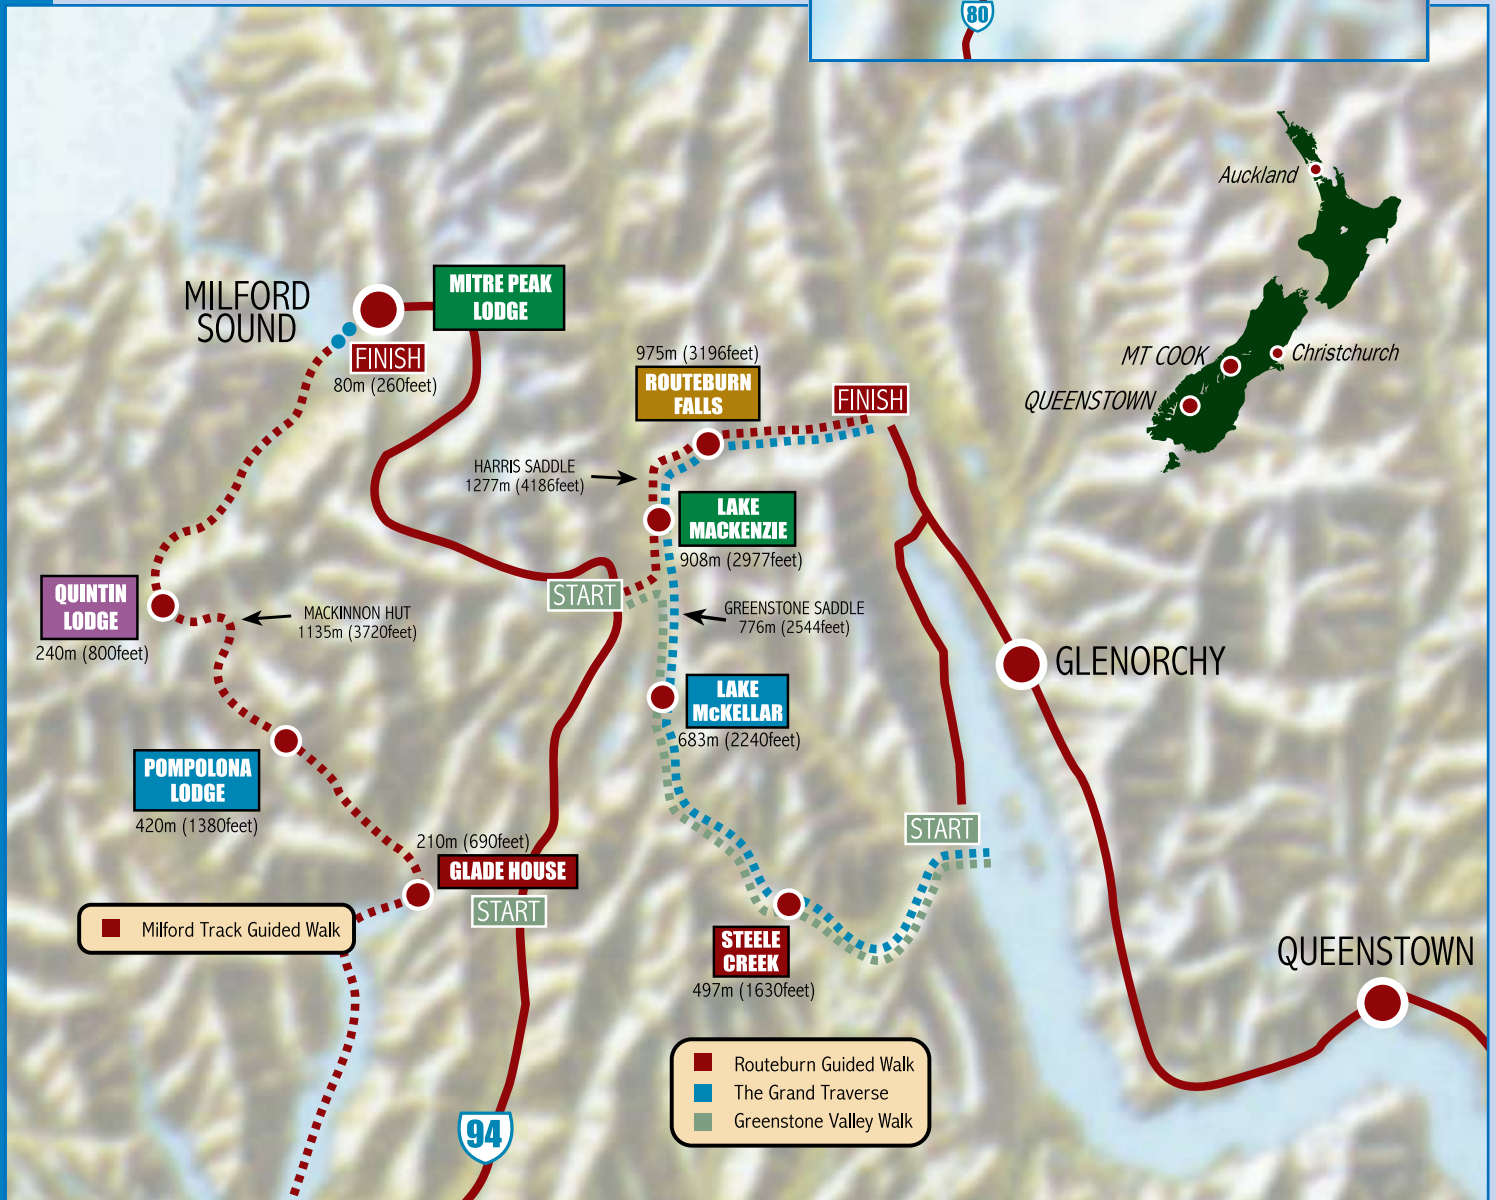 80
Auckland
MILFORD
SOUND
MITRE PEAK
LODGE
FINISH
80m (260feet)
975m (3196feet)
ROUTEBURN
FALLS
FINISH
MT COOK
Christchurch
QUEENSTOWN
HARRIS SADDLE
1277m (4186feet)
LAKE
MACKENZIE
908m (2977feet)
QUINTIN
LODGE
240m (800feet)
MACKINNON HUT
1135m (3720feet)
START
GREENSTONE SADDLE
776m (2544feet)
GLENORCHY
LAKE
McKELLAR
683m (2240feet)
POMPOLONA
LODGE
420m (1380feet)
210m (690feet)
GLADE HOUSE
START
START
Milford Track Guided Walk
STEELE
CREEK
497m (1630feet)
QUEENSTOWN
Routeburn Guided Walk
The Grand Traverse
Greenstone Valley Walk
94